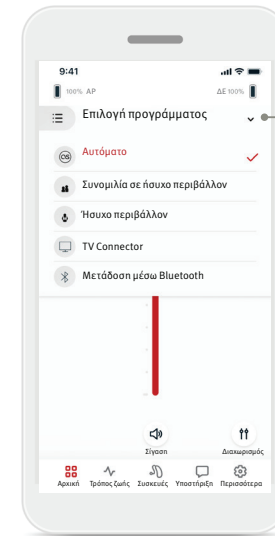 9:41
100% ΑΡ ΔΕ 100%
Επιλογή προγράμματος
Αυτόματο
Συνομιλία σε ήσυχο περιβάλλον
Ήσυχο περιβάλλον
TV Connector
Μετάδοση μέσω Bluetooth
Σίγαση Διαχωρισμός
Αρχική Τρόπος ζωής Συσκευές Υποστήριξη Περισσότερα